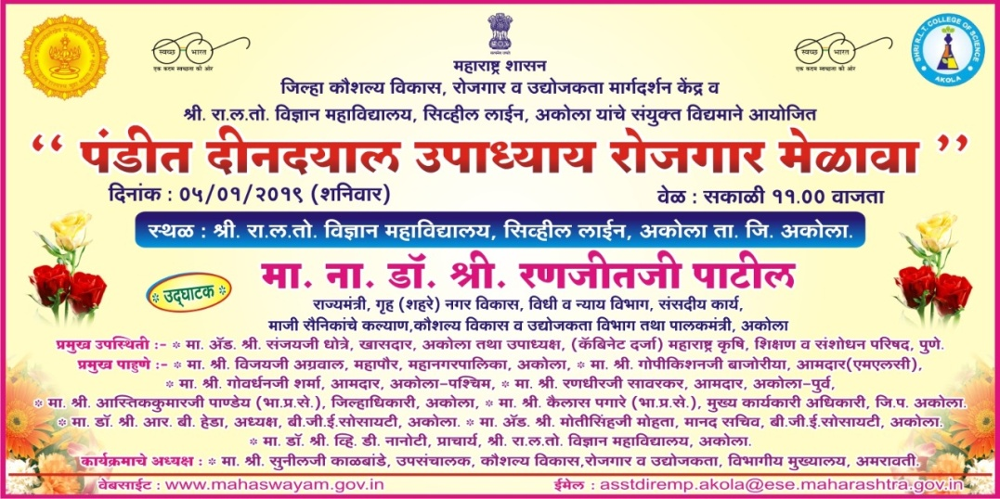 स्वच्छ भारत
एक कदम स्वच्छता की ओर
स्वच्छ भारत
एक कदम स्वच्छता की ओर
SHRI R.L.T. COLLEGE OF SCIENCE
AKOLA
महाराष्ट्र शासन
जिल्हा कौशल्य विकास, रोजगार व उद्योजकता मार्गदर्शन केंद्र व
श्री. रा.ल.तो. विज्ञान महाविद्यालय, सिव्हील लाईन, अकोला यांचे संयुक्त विद्यमाने आयोजित
“ पंडीत दीनदयाल उपाध्याय रोजगार मेळावा ”
दिनांक : ०५/०१/२०१९ (शनिवार) वेळ : सकाळी ११.00 वाजता
स्थळ : श्री. रा.ल.तो. विज्ञान महाविद्यालय, सिव्हील लाईन, अकोला ता. जि. अकोला.
* उद्घाटक * मा. ना. डॉ. श्री. रणजीतजी पाटील
राज्यमंत्री, गृह (शहरे) नगर विकास, विधी व न्याय विभाग, संसदीय कार्य,
माजी सैनिकांचे कल्याण,कौशल्य विकास व उद्योजकता विभाग तथा पालकमंत्री, अकोला
प्रमुख उपस्थिती :- * मा. अ‍ॅड. श्री. संजयजी धोत्रे, खासदार, अकोला तथा उपाध्यक्ष, (कॅबिनेट दर्जा) महाराष्ट्र कृषि, शिक्षण व संशोधन परिषद, पुणे.
प्रमुख पाहुणे :- * मा. श्री. विजयजी अग्रवाल, महापौर, महानगरपालिका, अकोला, * मा. श्री. गोपीकिशनजी बाजोरीया, आमदार(एमएलसी),
* मा. श्री. गोवर्धनजी शर्मा, आमदार, अकोला-पश्चिम, * मा. श्री. रणधीरजी सावरकर, आमदार, अकोला-पुर्व,
* मा. श्री. आस्तिककुमारजी पाण्डेय (भा.प्र.से.), जिल्हाधिकारी, अकोला, * मा. श्री. कैलास पगारे (भा.प्र.से.), मुख्य कार्यकारी अधिकारी, जि.प. अकोला.
* मा. डॉ. श्री. आर. बी. हेडा, अध्यक्ष, बी.जी.ई.सोसायटी, अकोला. * मा. अ‍ॅड. श्री. मोतीसिंहजी मोहता, मानद सचिव, बी.जी.ई.सोसायटी, अकोला.
* मा. डॉ. श्री. व्हि. डी. नानोटी, प्राचार्य, श्री. रा.ल.तो. विज्ञान महाविद्यालय, अकोला.
कार्यक्रमाचे अध्यक्ष : * मा. श्री. सुनीलजी काळबांडे, उपसंचालक, कौशल्य विकास,रोजगार व उद्योजकता, विभागीय मुख्यालय, अमरावती.
वेबसाईट : www.mahaswayam.gov.in ईमेल : asstdiremp.akola@ese.maharashtra.gov.in